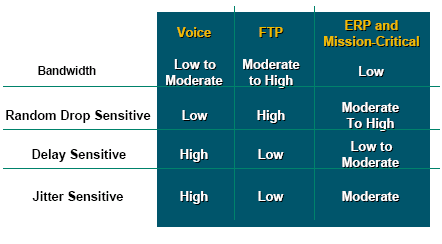 Voice FTP ERP and
Mission-Critical
Bandwidth Low to
Moderate Moderate
to High Low
Random Drop Sensitive Low High Moderate
To High
Delay Sensitive High Low Low to
Moderate
Jitter Sensitive High Low Moderate